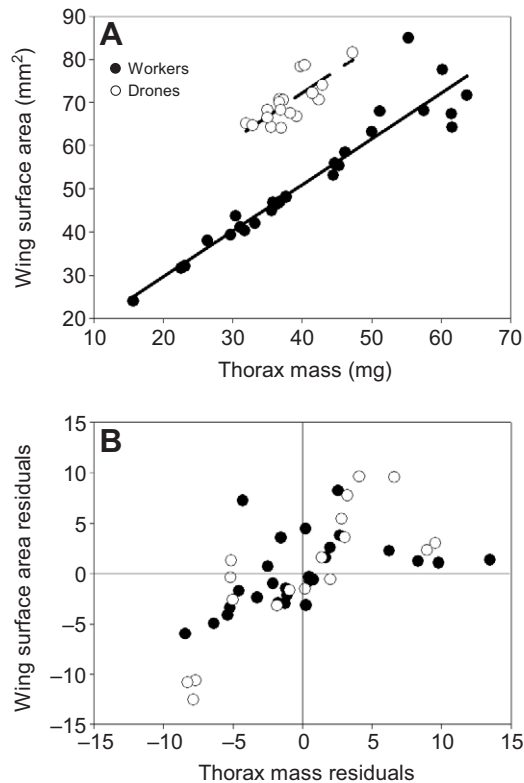 A
Workers
Drones
Wing surface area (mm²)
90
80
70
60
50
40
30
20
10 20 30 40 50 60 70
Thorax mass (mg)
B
Wing surface area residuals
15
10
5
0
–5
–10
–15
–15 –10 –5 0 5 10 15
Thorax mass residuals